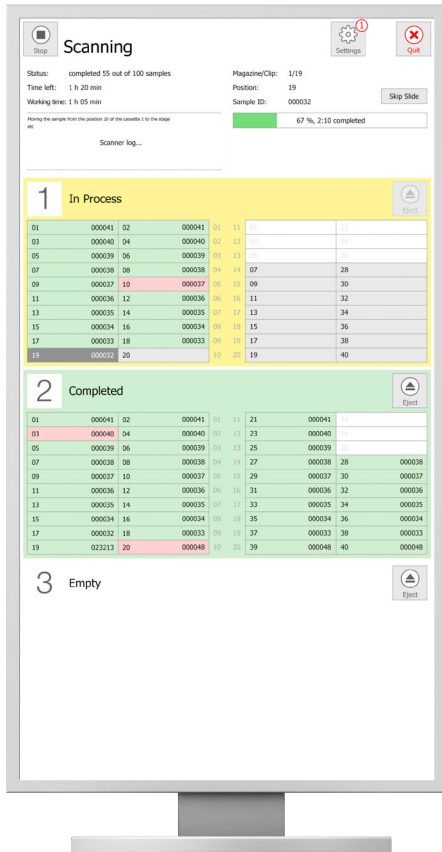 Stop
Scanning
1
Settings
Quit
Status: completed 55 out of 100 samples
Time left: 1 h 20 min
Working time: 1 h 05 min
Magazine/Clip: 1/19
Position: 19
Sample ID: 000032
Skip Slide
Moving the sample from the position 20 of the cassette 1 to the stage
etc
Scanner log...
67 %, 2:10 completed
1 In Process
Eject
01 000041 02 000041 01 11
03 000040 04 000040 02 12
05 000039 06 000039 03 13
07 000038 08 000038 04 14 07 28
09 000037 10 000037 05 15 09 30
11 000036 12 000036 06 16 11 32
13 000035 14 000035 07 17 13 34
15 000034 16 000034 08 18 15 36
17 000033 18 000033 09 19 17 38
19 000032 20 10 20 19 40
2 Completed
Eject
01 000041 02 000041 01 11 21 000041
03 000040 04 000040 02 12 23 000040
05 000039 06 000039 03 13 25 000039
07 000038 08 000038 04 14 27 000038 28 000038
09 000037 10 000037 05 15 29 000037 30 000037
11 000036 12 000036 06 16 31 000036 32 000036
13 000035 14 000035 07 17 33 000035 34 000035
15 000034 16 000034 08 18 35 000034 36 000034
17 000032 18 000033 09 19 37 000033 38 000033
19 023213 20 000048 10 20 39 000048 40 000048
3 Empty
Eject